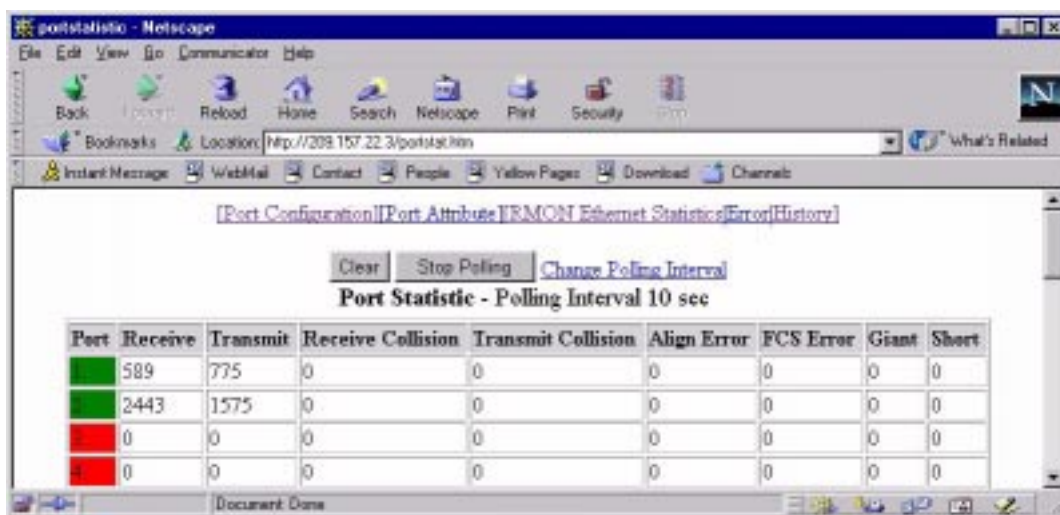 portstatistic - Netscape
File Edit View Go Communicator Help
Back Forward Reload Home Search Netscape Print Security Stop
Bookmarks Location: http://209.157.22.3/portstat.htm What's Related
Instant Message WebMail Contact People Yellow Pages Download Channels
[Port Configuration][Port Attribute][RMON Ethernet Statistics[Error[History]
Clear Stop Polling Change Polling Interval
Port Statistic - Polling Interval 10 sec
Port Receive Transmit Receive Collision Transmit Collision Align Error FCS Error Giant Short
1 589 775 0 0 0 0 0 0
2 2443 1575 0 0 0 0 0 0
3 0 0 0 0 0 0 0 0
4 0 0 0 0 0 0 0 0
Document: Done